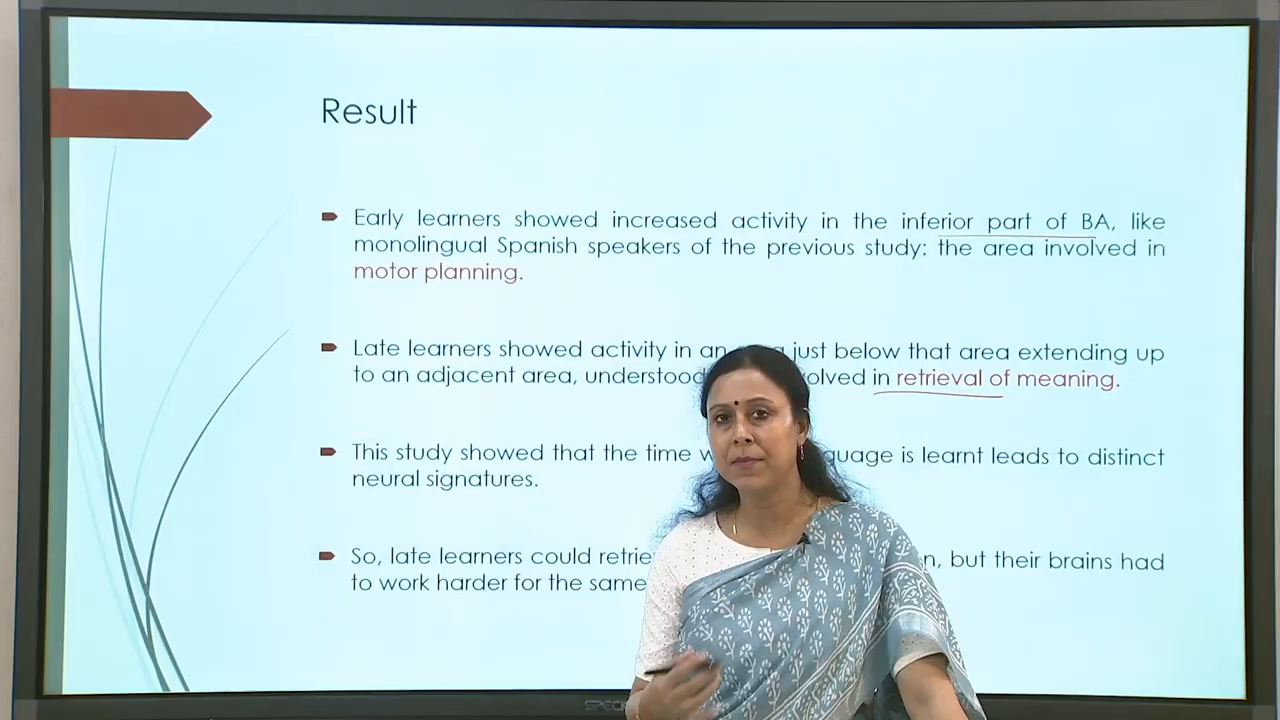 Result
Early learners showed increased activity in the inferior part of BA, like
monolingual Spanish speakers of the previous study: the area involved in
motor planning.
Late learners showed activity in an just below that area extending up
to an adjacent area, understood in retrieval of meaning.
This study showed that the time is learnt leads to distinct
neural signatures.
So, late learners could but their brains had
to work harder for the same